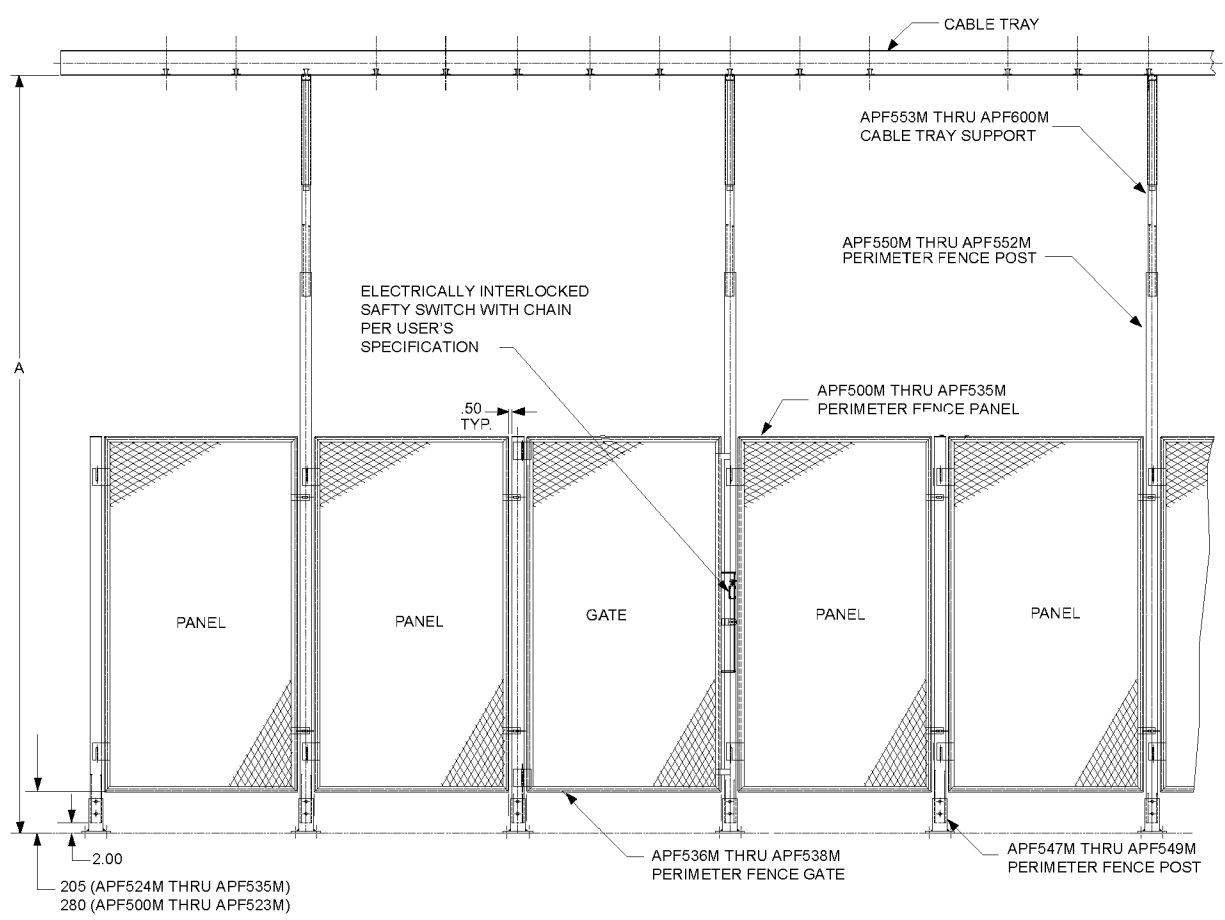 CABLE TRAY
APF553M THRU APF600M
CABLE TRAY SUPPORT
APF550M THRU APF552M
PERIMETER FENCE POST
ELECTRICALLY INTERLOCKED
SAFTY SWITCH WITH CHAIN
PER USER'S
SPECIFICATION
A
APF500M THRU APF535M
PERIMETER FENCE PANEL
.50
TYP.
PANEL
PANEL
GATE
PANEL
PANEL
2.00
205 (APF524M THRU APF535M)
280 (APF500M THRU APF523M)
APF536M THRU APF538M
PERIMETER FENCE GATE
APF547M THRU APF549M
PERIMETER FENCE POST